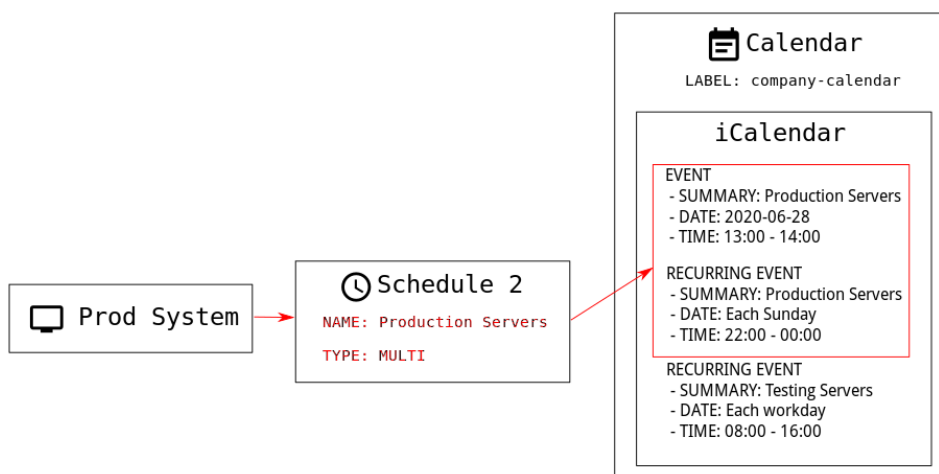 Calendar
LABEL: company-calendar
iCalendar
EVENT
- SUMMARY: Production Servers
- DATE: 2020-06-28
- TIME: 13:00 - 14:00
RECURRING EVENT
- SUMMARY: Production Servers
- DATE: Each Sunday
- TIME: 22:00 - 00:00
RECURRING EVENT
- SUMMARY: Testing Servers
- DATE: Each workday
- TIME: 08:00 - 16:00
Schedule 2
NAME: Production Servers
TYPE: MULTI
Prod System